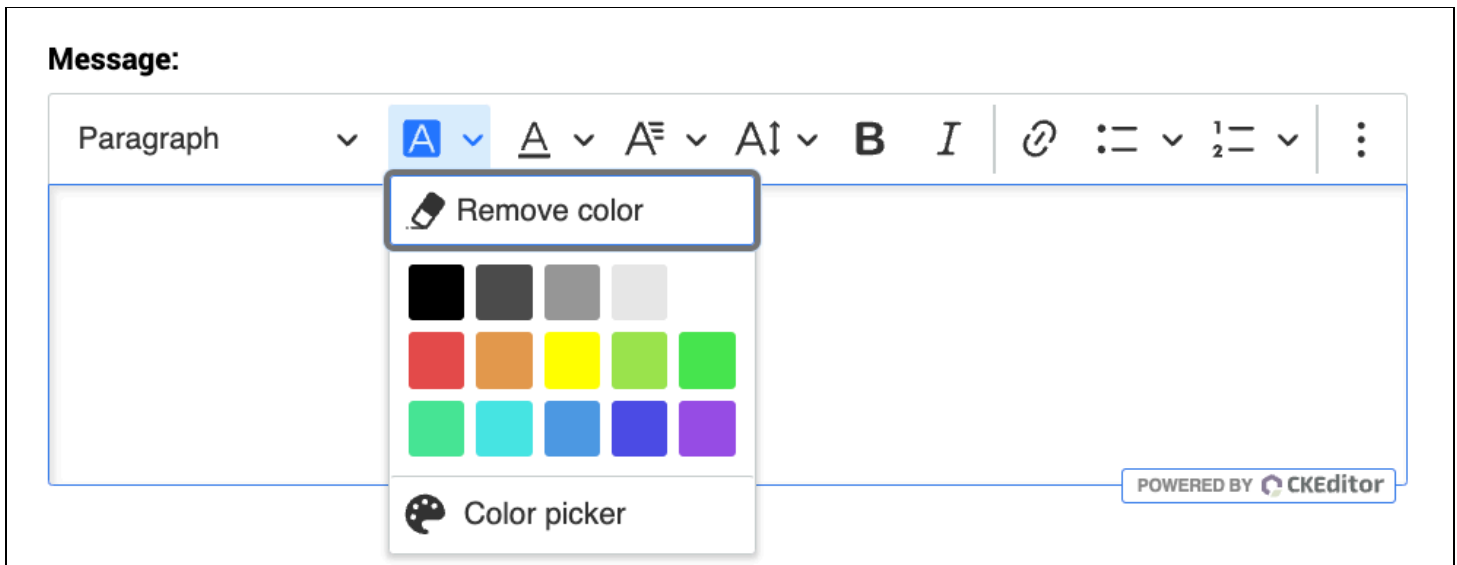 Message:
Paragraph
Remove color
Color picker
POWERED BY CKEditor